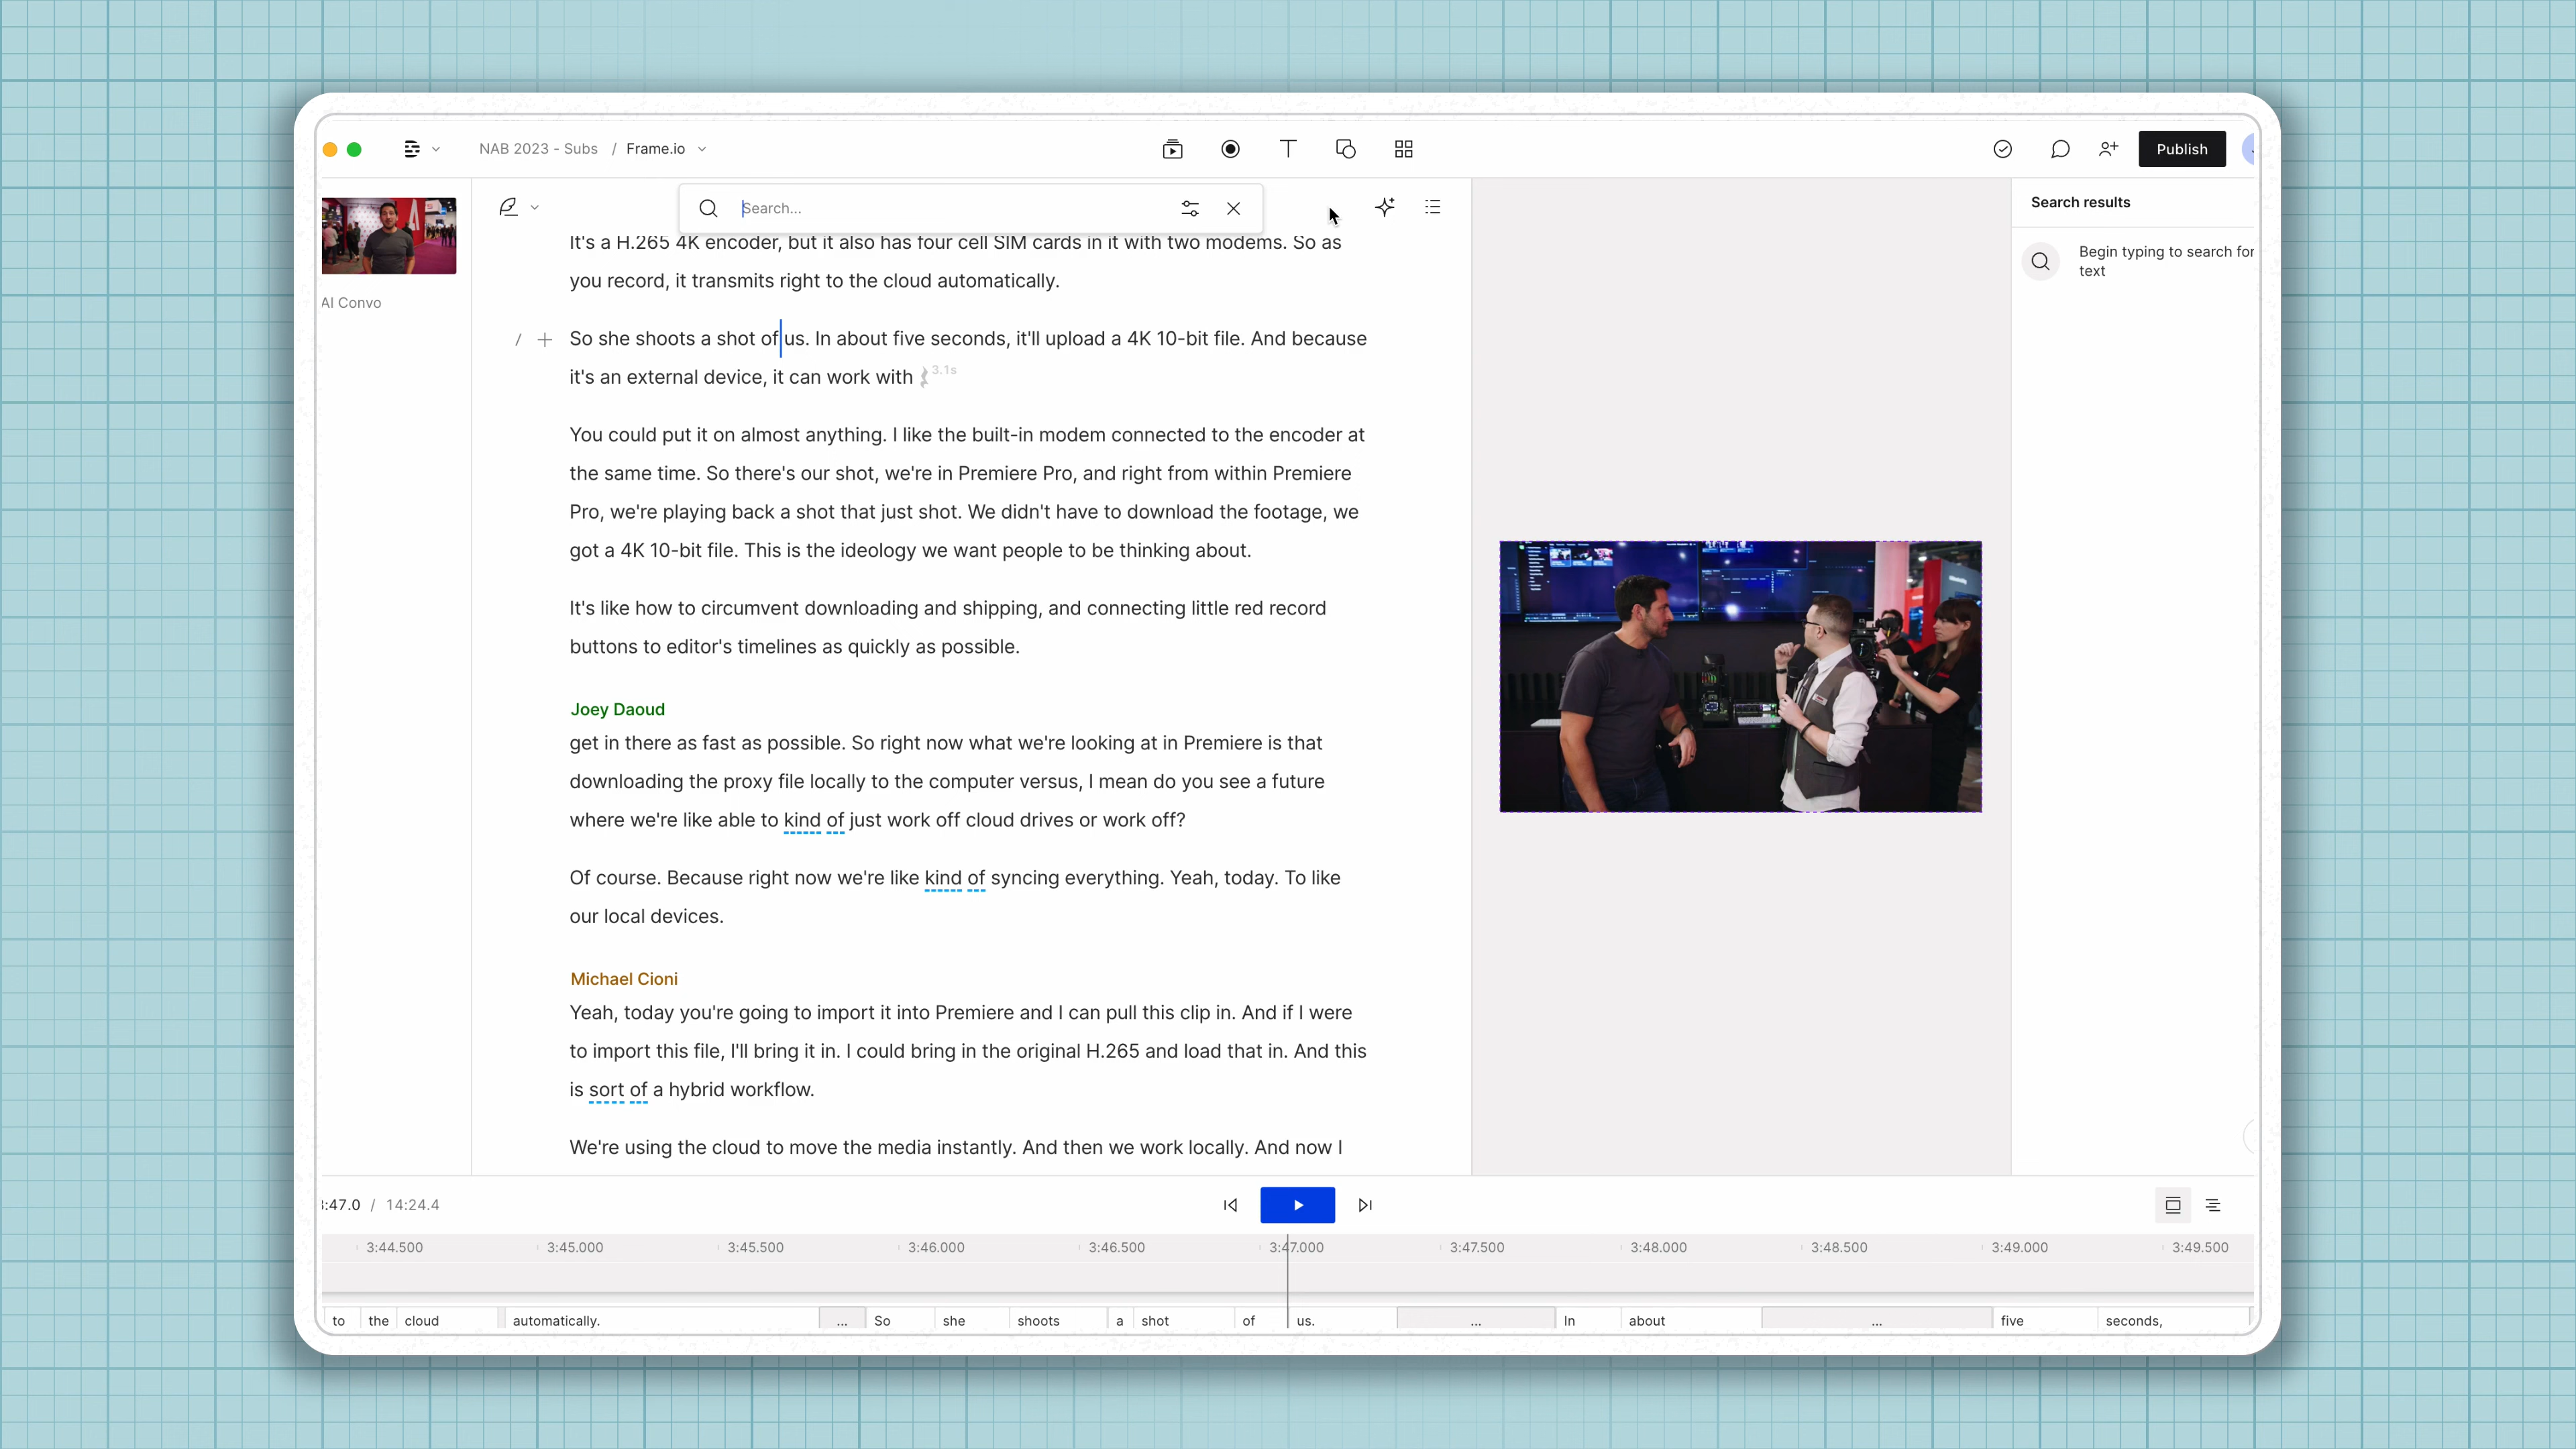 NAB 2023 - Subs / Frame.io
Publish
Search...
Search results
Begin typing to search for
text
AI Convo
It's a H.265 4K encoder, but it also has four cell SIM cards in it with two modems. So as
you record, it transmits right to the cloud automatically.
/ + So she shoots a shot of us. In about five seconds, it'll upload a 4K 10-bit file. And because
it's an external device, it can work with 3.1s
You could put it on almost anything. I like the built-in modem connected to the encoder at
the same time. So there's our shot, we're in Premiere Pro, and right from within Premiere
Pro, we're playing back a shot that just shot. We didn't have to download the footage, we
got a 4K 10-bit file. This is the ideology we want people to be thinking about.
It's like how to circumvent downloading and shipping, and connecting little red record
buttons to editor's timelines as quickly as possible.
Joey Daoud
get in there as fast as possible. So right now what we're looking at in Premiere is that
downloading the proxy file locally to the computer versus, I mean do you see a future
where we're like able to kind of just work off cloud drives or work off?
Of course. Because right now we're like kind of syncing everything. Yeah, today. To like
our local devices.
Michael Cioni
Yeah, today you're going to import it into Premiere and I can pull this clip in. And if I were
to import this file, I'll bring it in. I could bring in the original H.265 and load that in. And this
is sort of a hybrid workflow.
We're using the cloud to move the media instantly. And then we work locally. And now I
:47.0 / 14:24.4
3:44.500 3:45.000 3:45.500 3:46.000 3:46.500 3:47.000 3:47.500 3:48.000 3:48.500 3:49.000 3:49.500
to the cloud automatically. ... So she shoots a shot of us. ... In about ... five seconds,